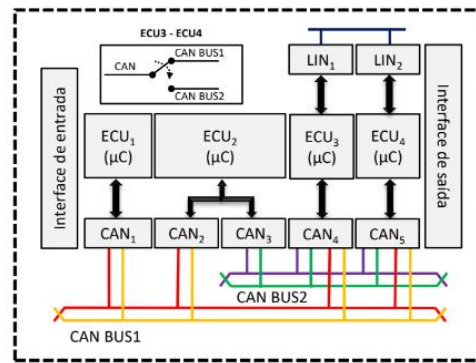 ECU3 - ECU4
CAN
CAN BUS1
CAN BUS2
LIN₁
LIN₂
Interface de entrada
ECU₁
(µC)
ECU₂
(µC)
ECU₃
(µC)
ECU₄
(µC)
Interface de saída
CAN₁
CAN₂
CAN₃
CAN₄
CAN₅
CAN BUS2
CAN BUS1